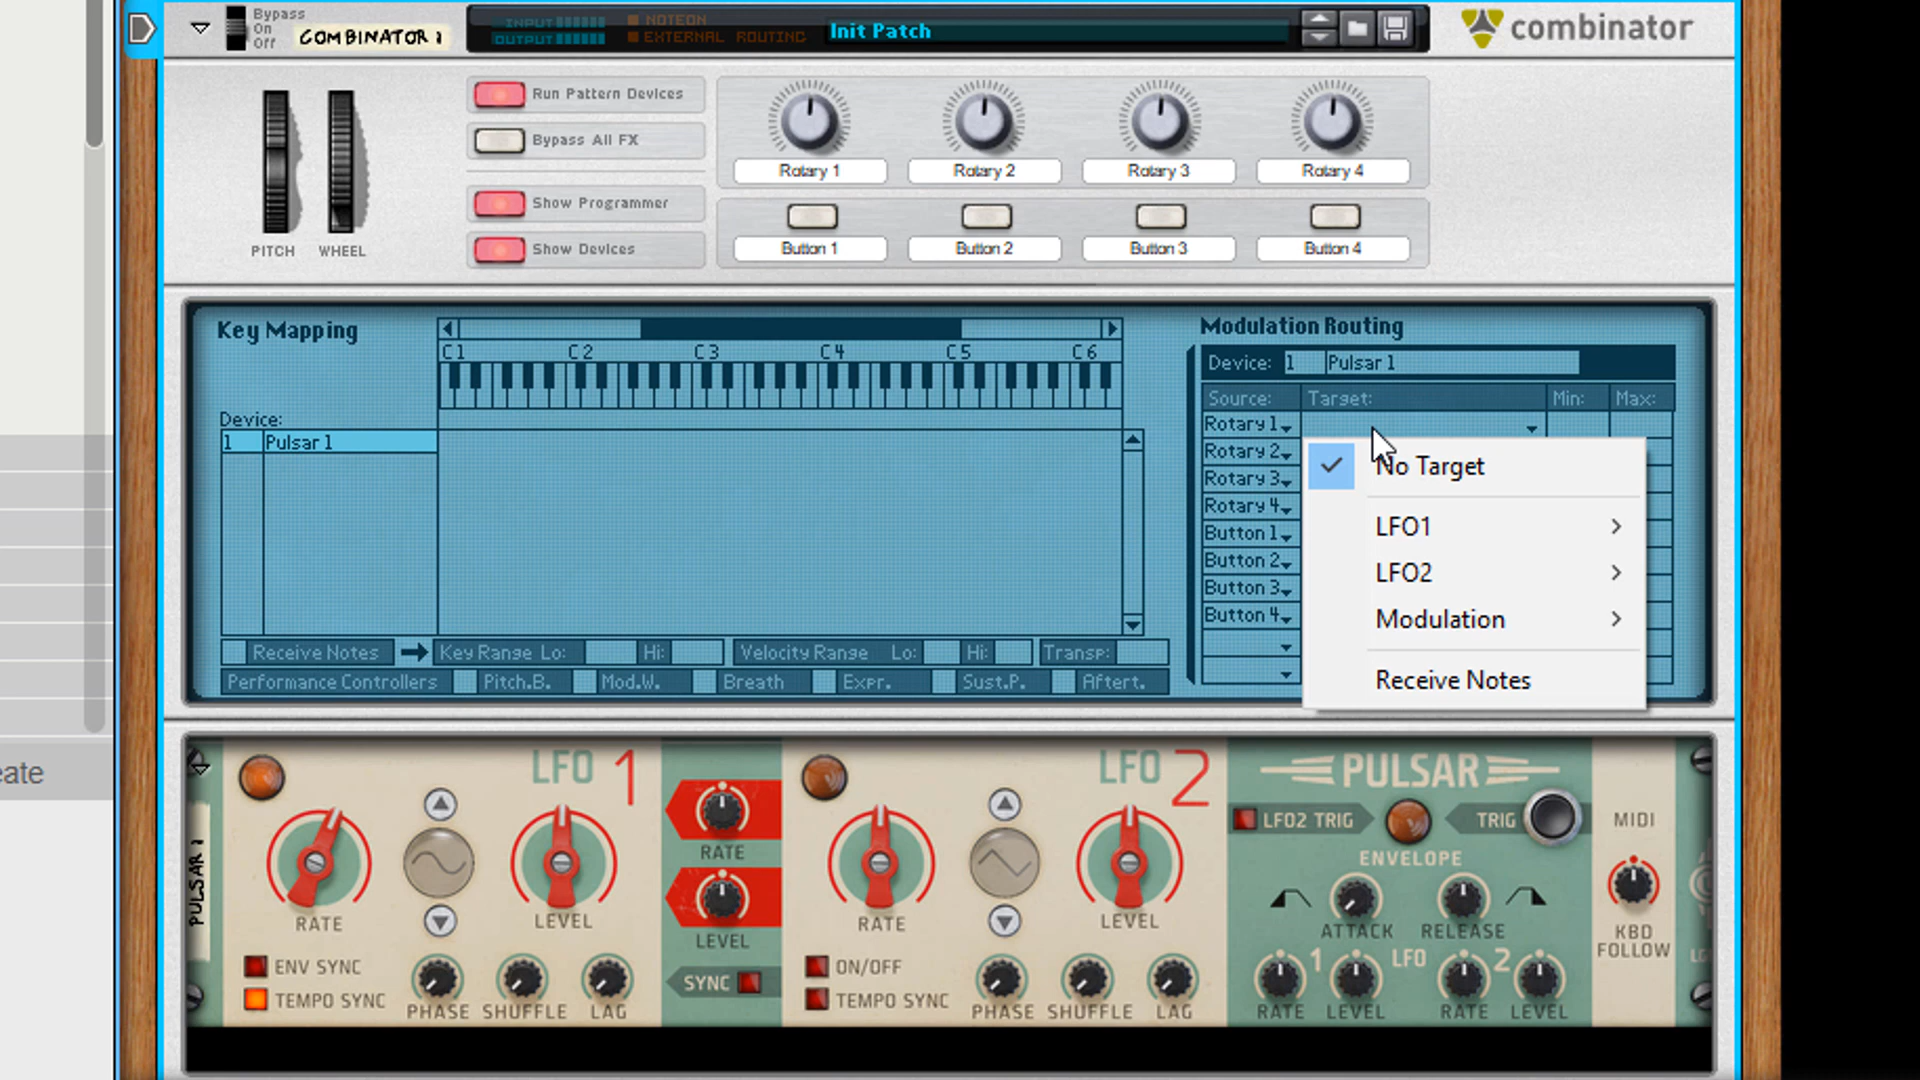 Bypass
On
Off
COMBINATOR 1
INPUT
OUTPUT
NOTEON
EXTERNAL ROUTING
Init Patch
combinator
Run Pattern Devices
Bypass All FX
Show Programmer
Show Devices
PITCH
WHEEL
Rotary 1
Rotary 2
Rotary 3
Rotary 4
Button 1
Button 2
Button 3
Button 4
Key Mapping
C1 C2 C3 C4 C5 C6
Device:
1 Pulsar 1
Receive Notes
Key Range Lo: Hi:
Velocity Range Lo: Hi:
Transp:
Performance Controllers
Pitch.B.
Mod.W.
Breath
Expr.
Sust.P.
Aftert.
Modulation Routing
Device: 1 Pulsar 1
Source: Target: Min: Max:
Rotary 1
Rotary 2
Rotary 3
Rotary 4
Button 1
Button 2
Button 3
Button 4
No Target
LFO1
LFO2
Modulation
Receive Notes
eate
PULSAR 1
LFO 1
RATE
LEVEL
ENV SYNC
TEMPO SYNC
PHASE
SHUFFLE
LAG
RATE
LEVEL
SYNC
LFO 2
RATE
LEVEL
ON/OFF
TEMPO SYNC
PHASE
SHUFFLE
LAG
PULSAR
LFO2 TRIG
TRIG
ENVELOPE
ATTACK
RELEASE
1 LFO 2
RATE
LEVEL
RATE
LEVEL
MIDI
KBD
FOLLOW